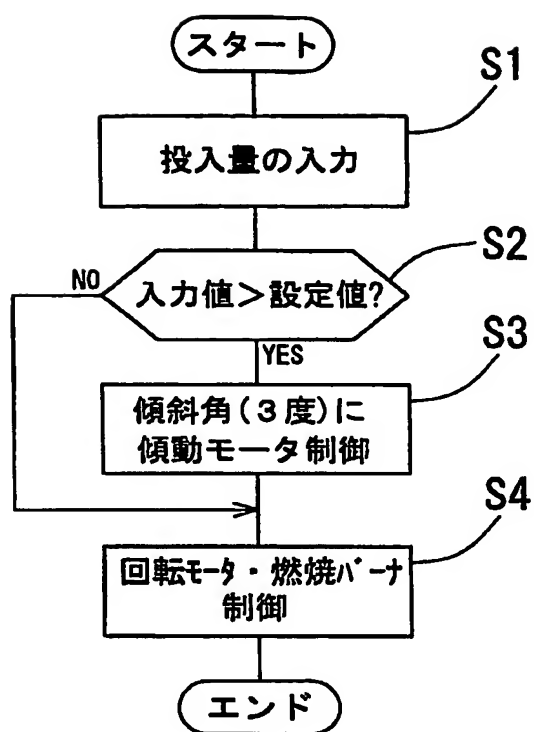 スタート
S1
投入量の入力
S2
NO
入力値>設定値?
YES
S3
傾斜角(3度)に
傾動モータ制御
S4
回転モータ・燃焼バーナ
制御
エンド